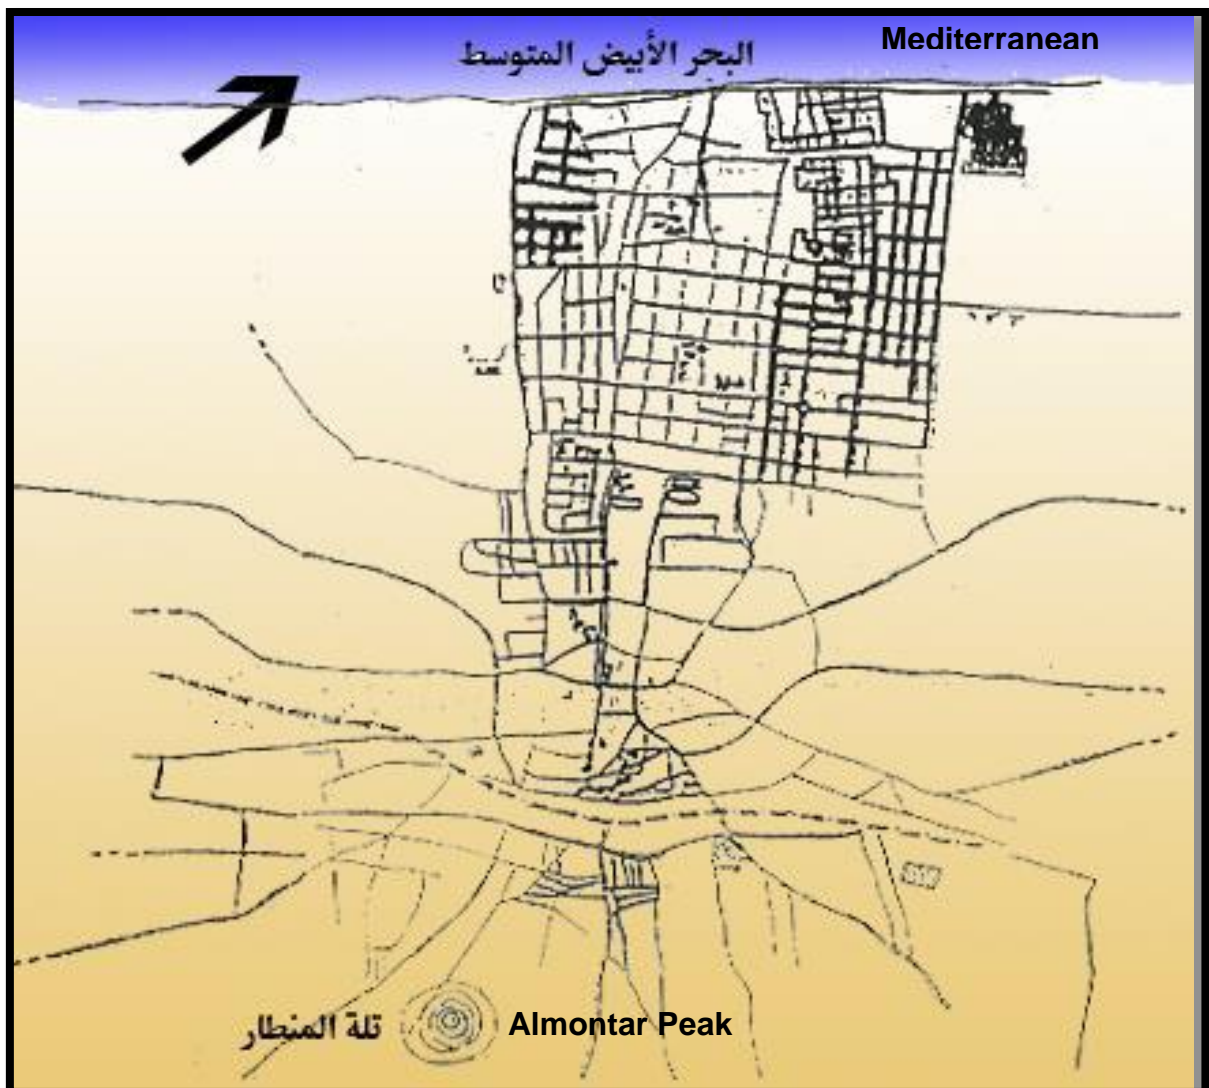 البحر الأبيض المتوسط
Mediterranean
تلة المنطار
Almontar Peak